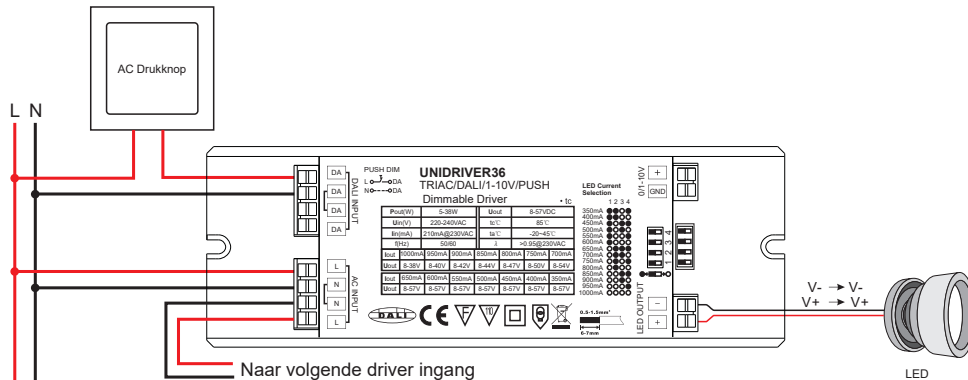 AC Drukknop
L N
PUSH DIM
L DA
N DA
DA
DA
DA
DA
DALI INPUT
L
N
N
L
AC INPUT
UNIDRIVER36
TRIAC/DALI/1-10V/PUSH
Dimmable Driver
• tc
Pout(W) 5-38W Uout 8-57VDC
Uin(V) 220-240VAC tc℃ 85℃
Iin(mA) 210mA@230VAC ta℃ -20~45℃
f(Hz) 50/60 λ >0.95@230VAC
Iout 1000mA 950mA 900mA 850mA 800mA 750mA 700mA
Uout 8-38V 8-40V 8-42V 8-44V 8-47V 8-50V 8-54V
Iout 650mA 600mA 550mA 500mA 450mA 400mA 350mA
Uout 8-57V 8-57V 8-57V 8-57V 8-57V 8-57V 8-57V
DALI
CE
F
110
0.5-1.5mm²
6-7mm
LED Current
Selection
1 2 3 4
350mA
400mA
450mA
500mA
550mA
600mA
650mA
700mA
750mA
800mA
850mA
900mA
950mA
1000mA
0/1-10V
+
GND
1 2 3 4
LED OUTPUT
−
+
V- → V-
V+ → V+
LED
Naar volgende driver ingang